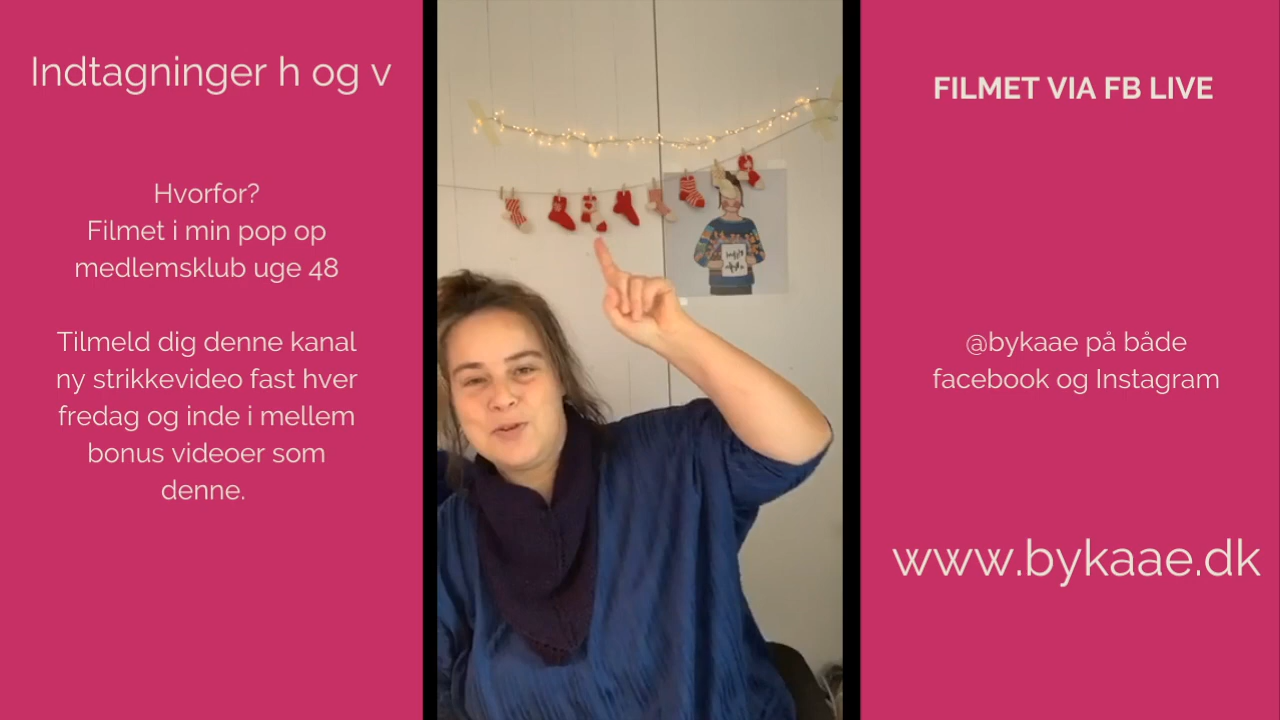 Indtagninger h og v
Hvorfor?
Filmet i min pop op
medlemsklub uge 48
Tilmeld dig denne kanal
ny strikkevideo fast hver
fredag og inde i mellem
bonus videoer som
denne.
FILMET VIA FB LIVE
@bykaae på både
facebook og Instagram
www.bykaae.dk